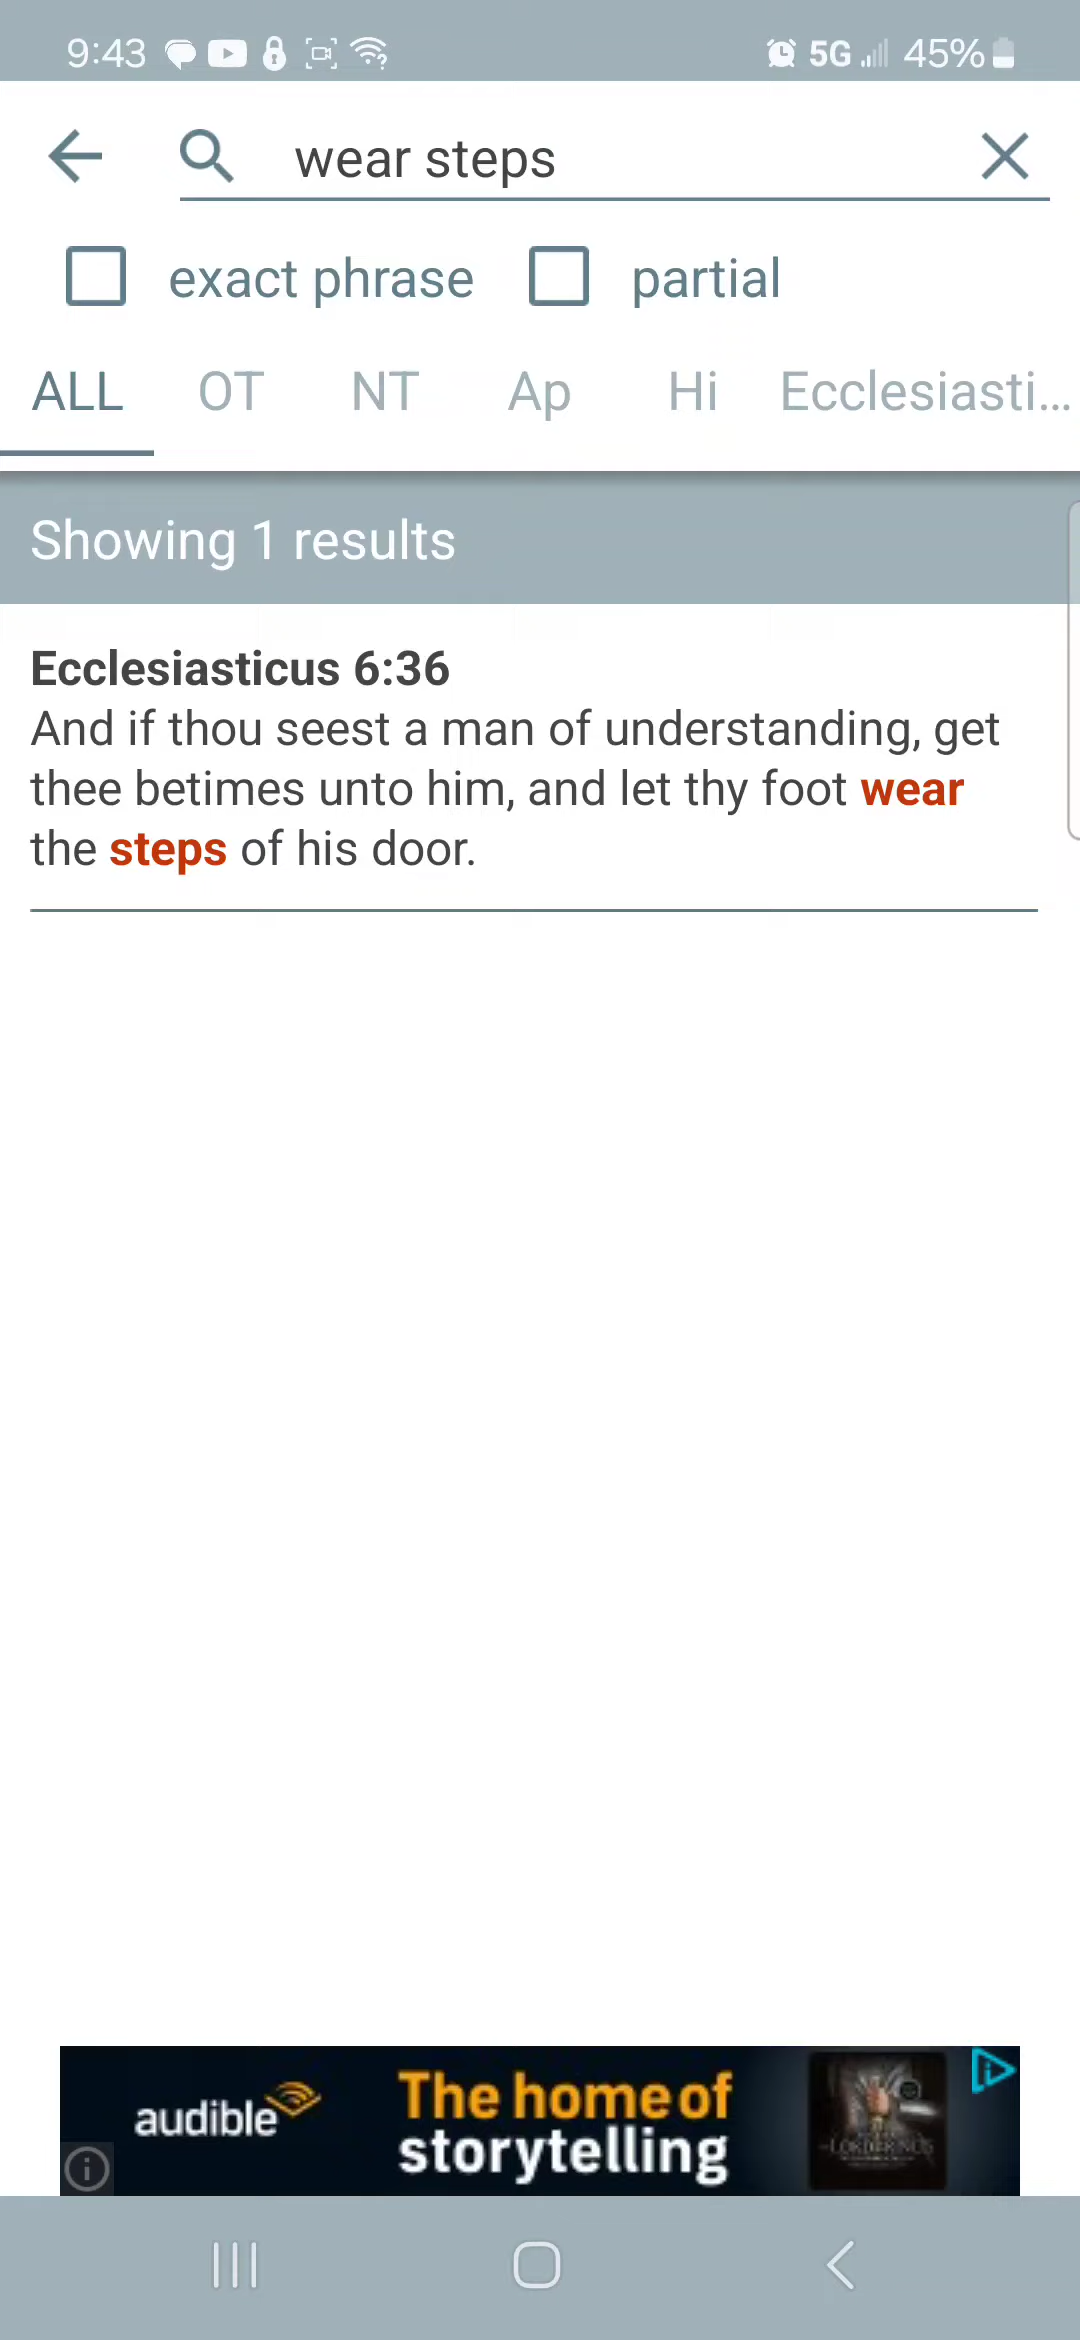 9:43 5G 45%
wear steps
exact phrase partial
ALL OT NT Ap Hi Ecclesiasti...
Showing 1 results
Ecclesiasticus 6:36
And if thou seest a man of understanding, get
thee betimes unto him, and let thy foot wear
the steps of his door.
audible
The home of
storytelling